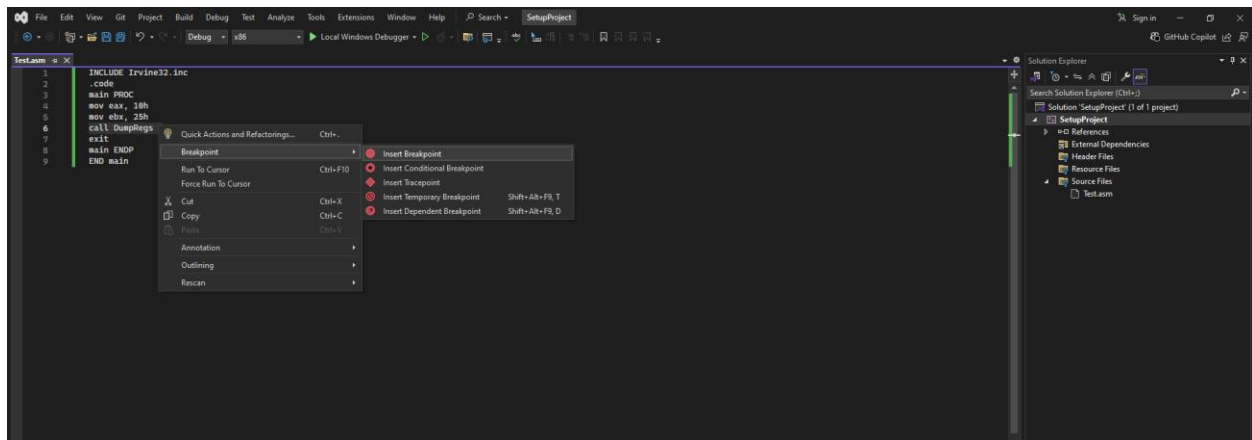 File Edit View Git Project Build Debug Test Analyze Tools Extensions Window Help Search SetupProject Sign in
Debug x86 Local Windows Debugger GitHub Copilot
Test.asm
1 INCLUDE Irvine32.inc
2 .code
3 main PROC
4 mov eax, 10h
5 mov ebx, 25h
6 call DumpRegs
7 exit
8 main ENDP
9 END main
Quick Actions and Refactorings... Ctrl+.
Breakpoint
Run To Cursor Ctrl+F10
Force Run To Cursor
Cut Ctrl+X
Copy Ctrl+C
Paste Ctrl+V
Annotation
Outlining
Rescan
Insert Breakpoint
Insert Conditional Breakpoint
Insert Tracepoint
Insert Temporary Breakpoint Shift+Alt+F9, T
Insert Dependent Breakpoint Shift+Alt+F9, D
Solution Explorer
Search Solution Explorer (Ctrl+;)
Solution 'SetupProject' (1 of 1 project)
SetupProject
References
External Dependencies
Header Files
Resource Files
Source Files
Test.asm